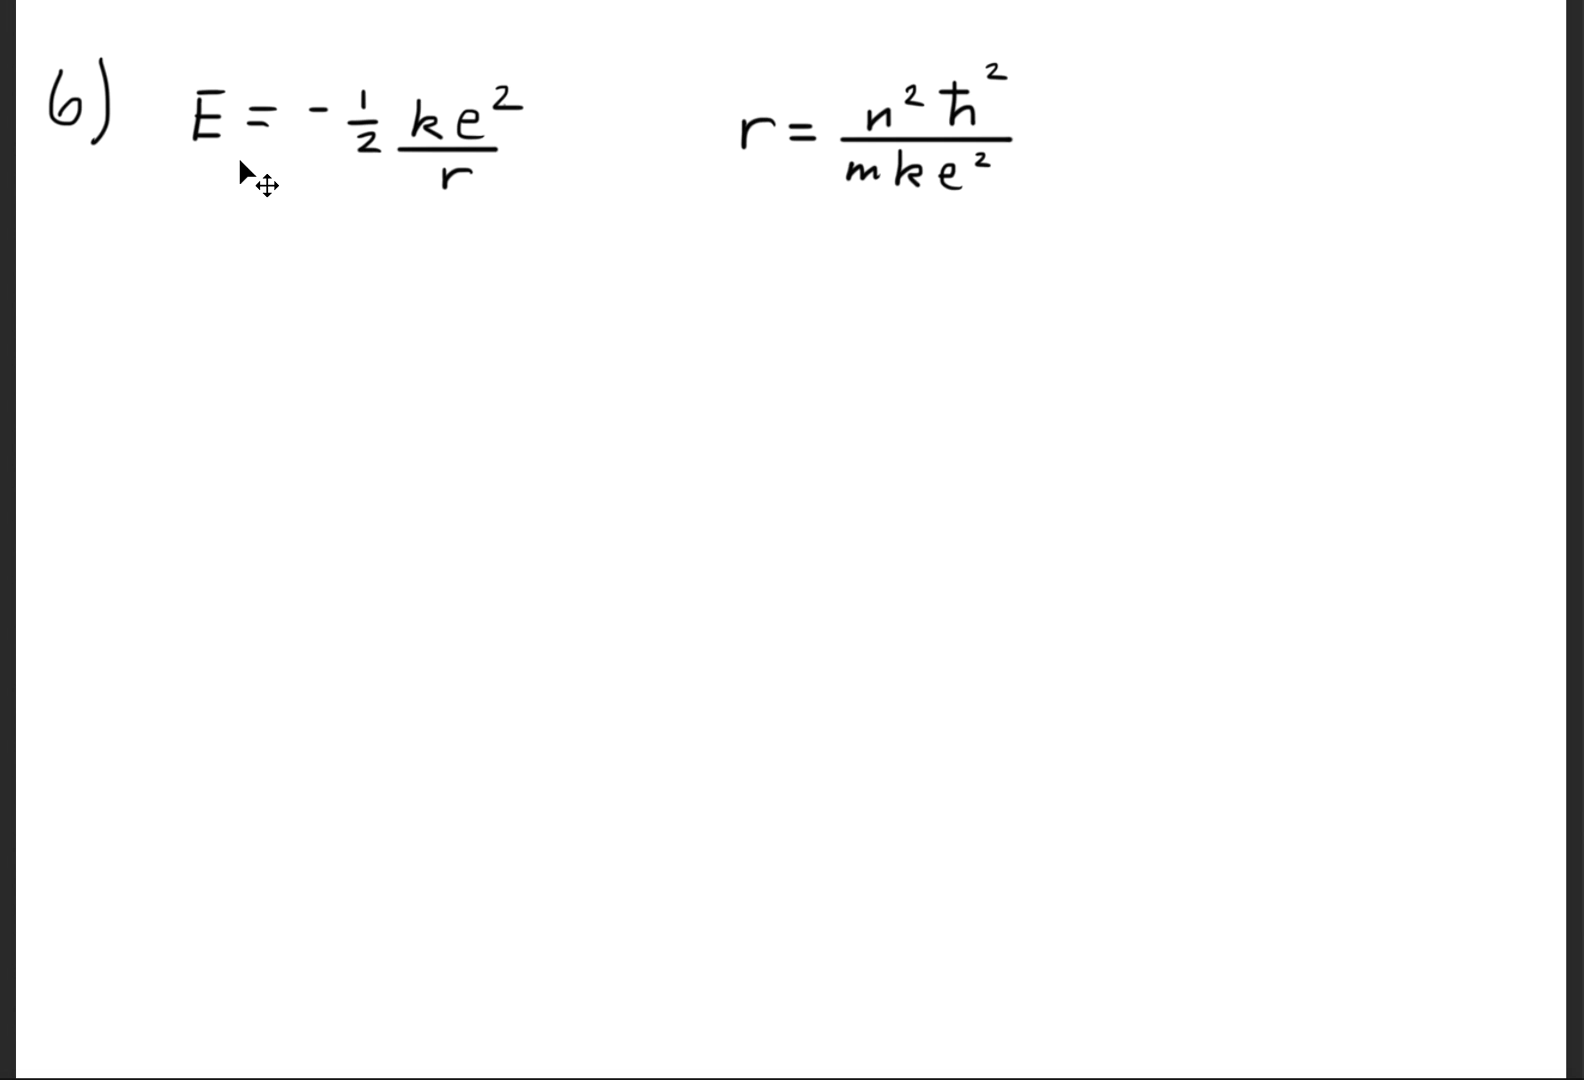 6) E = - 1/2 ke²/r r = n²ħ²/mke²